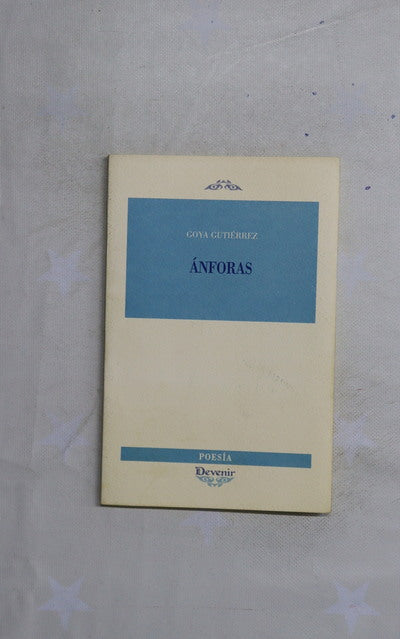 GOYA GUTIÉRREZ
ÁNFORAS
POESÍA
Devenir